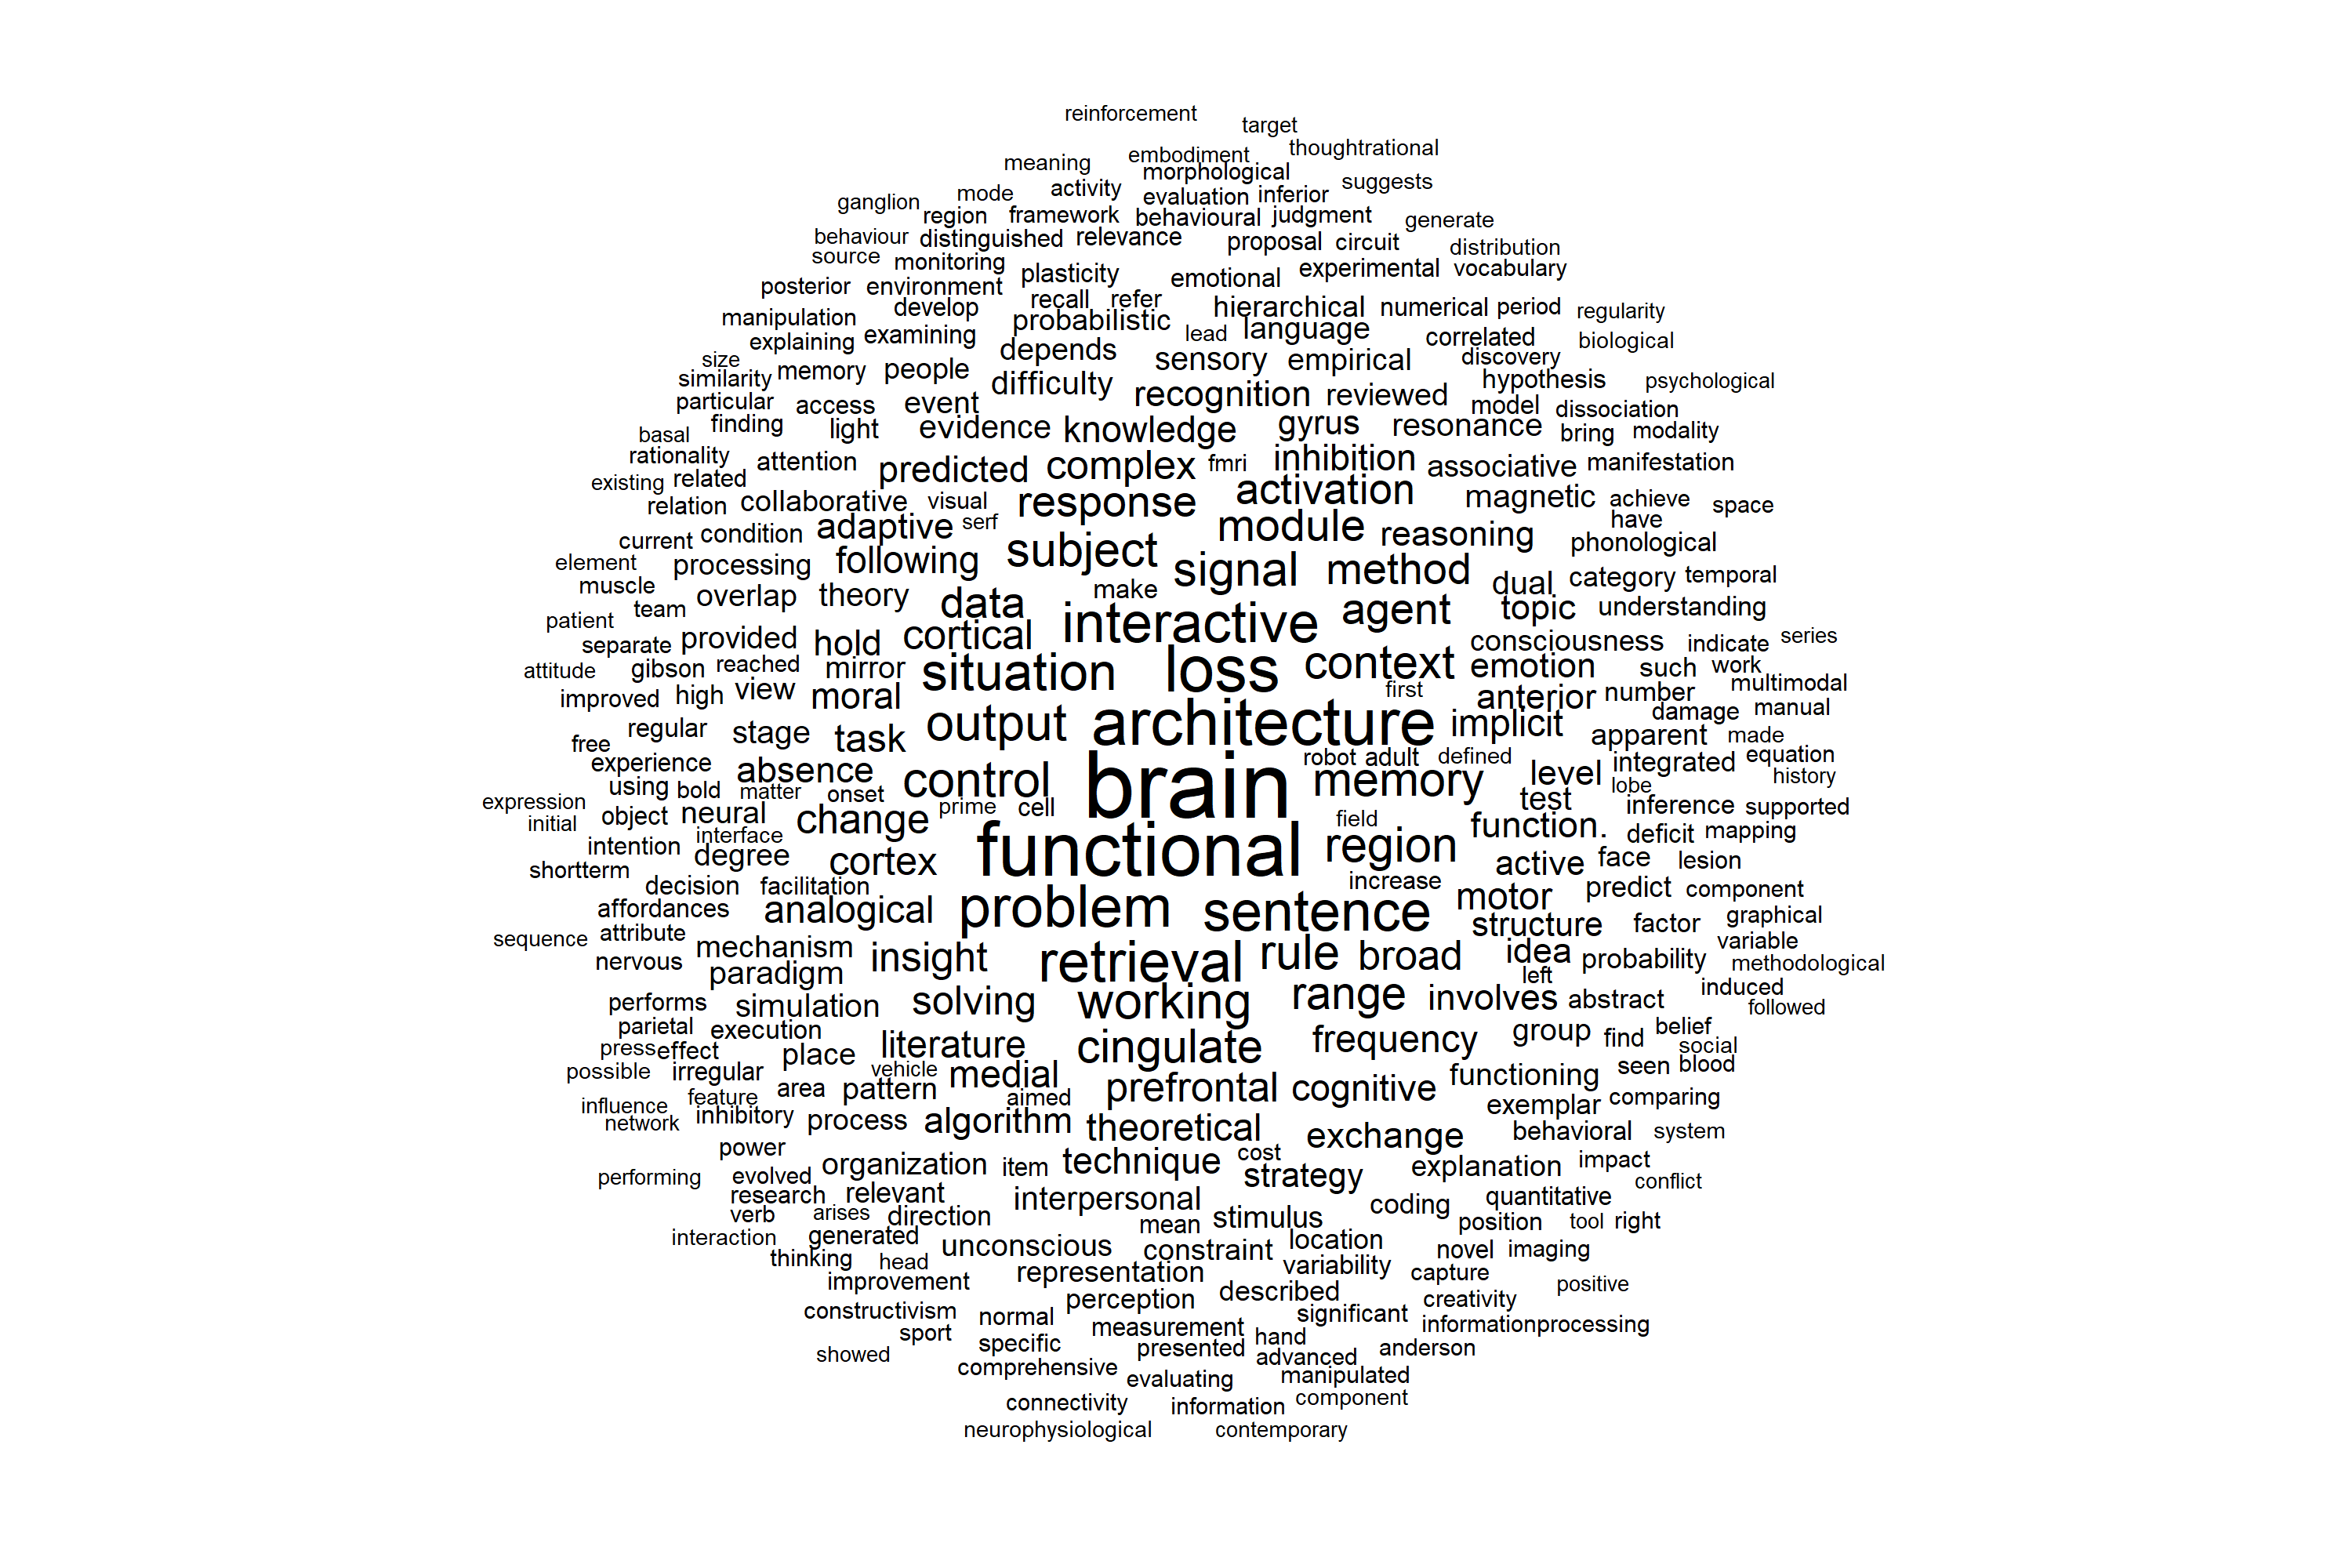 reinforcement
target
thoughtrational
meaning embodiment
morphological
suggests
ganglion mode activity evaluation inferior
region framework behavioural judgment generate
behaviour distinguished relevance proposal circuit distribution
source monitoring plasticity emotional experimental vocabulary
posterior environment recall refer hierarchical numerical period regularity
manipulation develop probabilistic lead language correlated biological
explaining examining depends sensory empirical discovery
size
similarity memory people difficulty recognition reviewed hypothesis psychological
particular access event model dissociation
finding light evidence knowledge gyrus resonance bring modality
basal
rationality attention predicted complex fmri inhibition associative manifestation
existing related
relation collaborative visual response activation magnetic achieve space
current condition adaptive serf subject module reasoning have phonological
element processing following signal method dual category temporal
muscle
patient team overlap theory data make interactive agent topic understanding
separate provided hold cortical consciousness indicate series
attitude gibson reached mirror situation loss context emotion such work
improved high view moral first anterior number multimodal
regular stage task output architecture implicit damage manual
free apparent made
experience absence control brain robot adult defined memory level integrated equation
using bold matter onset test lobe history
expression object neural change prime cell field function. inference supported
initial interface deficit mapping
intention degree cortex functional region active face lesion
shortterm
decision facilitation increase motor predict component
affordances analogical problem sentence structure factor graphical
sequence attribute mechanism insight retrieval rule broad idea probability variable
nervous paradigm left methodological
performs simulation solving working range involves abstract induced
parietal execution followed
press effect place literature cingulate frequency group find belief
social
possible irregular vehicle medial functioning seen blood
influence feature area pattern aimed prefrontal cognitive exemplar comparing
network inhibitory process algorithm theoretical exchange behavioral system
power
performing evolved organization item technique cost strategy explanation impact
research relevant interpersonal coding quantitative conflict
verb arises direction mean stimulus position tool right
interaction generated unconscious constraint location novel imaging
thinking head representation variability capture
improvement perception described positive
constructivism normal significant creativity
sport measurement hand informationprocessing
showed specific presented advanced anderson
comprehensive evaluating manipulated
connectivity information component
neurophysiological contemporary